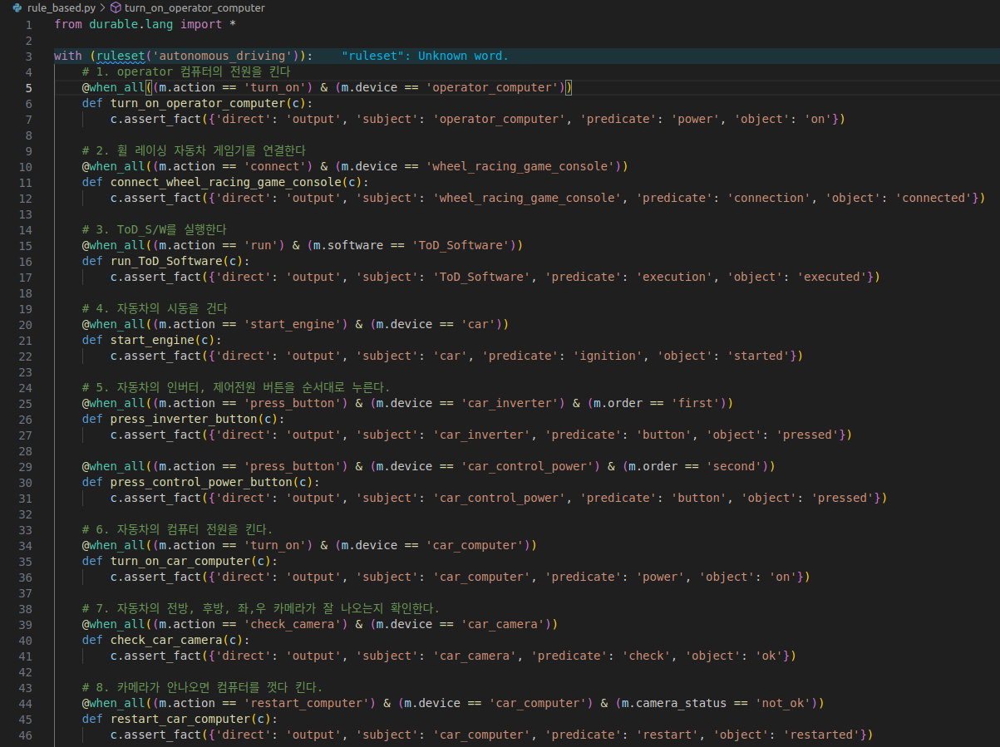 rule_based.py > turn_on_operator_computer
1 from durable.lang import *
2
3 with (ruleset('autonomous_driving')): "ruleset": Unknown word.
4 # 1. operator 컴퓨터의 전원을 킨다
5 @when_all((m.action == 'turn_on') & (m.device == 'operator_computer'))
6 def turn_on_operator_computer(c):
7 c.assert_fact({'direct': 'output', 'subject': 'operator_computer', 'predicate': 'power', 'object': 'on'})
8
9 # 2. 휠 레이싱 자동차 게임기를 연결한다
10 @when_all((m.action == 'connect') & (m.device == 'wheel_racing_game_console'))
11 def connect_wheel_racing_game_console(c):
12 c.assert_fact({'direct': 'output', 'subject': 'wheel_racing_game_console', 'predicate': 'connection', 'object': 'connected'})
13
14 # 3. ToD_S/W를 실행한다
15 @when_all((m.action == 'run') & (m.software == 'ToD_Software'))
16 def run_ToD_Software(c):
17 c.assert_fact({'direct': 'output', 'subject': 'ToD_Software', 'predicate': 'execution', 'object': 'executed'})
18
19 # 4. 자동차의 시동을 건다
20 @when_all((m.action == 'start_engine') & (m.device == 'car'))
21 def start_engine(c):
22 c.assert_fact({'direct': 'output', 'subject': 'car', 'predicate': 'ignition', 'object': 'started'})
23
24 # 5. 자동차의 인버터, 제어전원 버튼을 순서대로 누른다.
25 @when_all((m.action == 'press_button') & (m.device == 'car_inverter') & (m.order == 'first'))
26 def press_inverter_button(c):
27 c.assert_fact({'direct': 'output', 'subject': 'car_inverter', 'predicate': 'button', 'object': 'pressed'})
28
29 @when_all((m.action == 'press_button') & (m.device == 'car_control_power') & (m.order == 'second'))
30 def press_control_power_button(c):
31 c.assert_fact({'direct': 'output', 'subject': 'car_control_power', 'predicate': 'button', 'object': 'pressed'})
32
33 # 6. 자동차의 컴퓨터 전원을 킨다.
34 @when_all((m.action == 'turn_on') & (m.device == 'car_computer'))
35 def turn_on_car_computer(c):
36 c.assert_fact({'direct': 'output', 'subject': 'car_computer', 'predicate': 'power', 'object': 'on'})
37
38 # 7. 자동차의 전방, 후방, 좌,우 카메라가 잘 나오는지 확인한다.
39 @when_all((m.action == 'check_camera') & (m.device == 'car_camera'))
40 def check_car_camera(c):
41 c.assert_fact({'direct': 'output', 'subject': 'car_camera', 'predicate': 'check', 'object': 'ok'})
42
43 # 8. 카메라가 안나오면 컴퓨터를 껏다 킨다.
44 @when_all((m.action == 'restart_computer') & (m.device == 'car_computer') & (m.camera_status == 'not_ok'))
45 def restart_car_computer(c):
46 c.assert_fact({'direct': 'output', 'subject': 'car_computer', 'predicate': 'restart', 'object': 'restarted'})